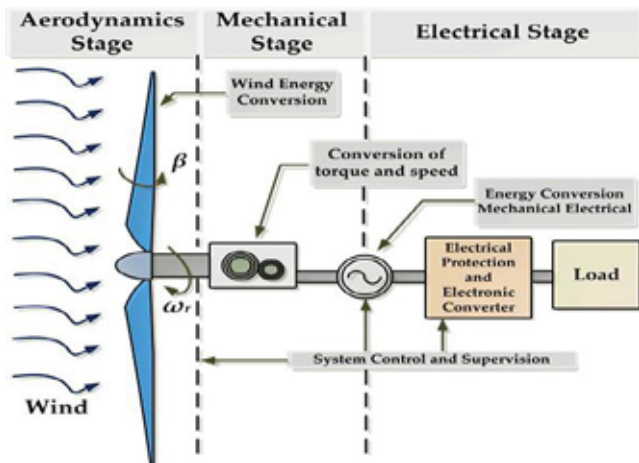 Aerodynamics
Stage
Mechanical
Stage
Electrical Stage
Wind Energy
Conversion
β
Conversion of
torque and speed
Energy Conversion
Mechanical Electrical
Electrical
Protection
and
Electronic
Converter
Load
ωr
System Control and Supervision
Wind